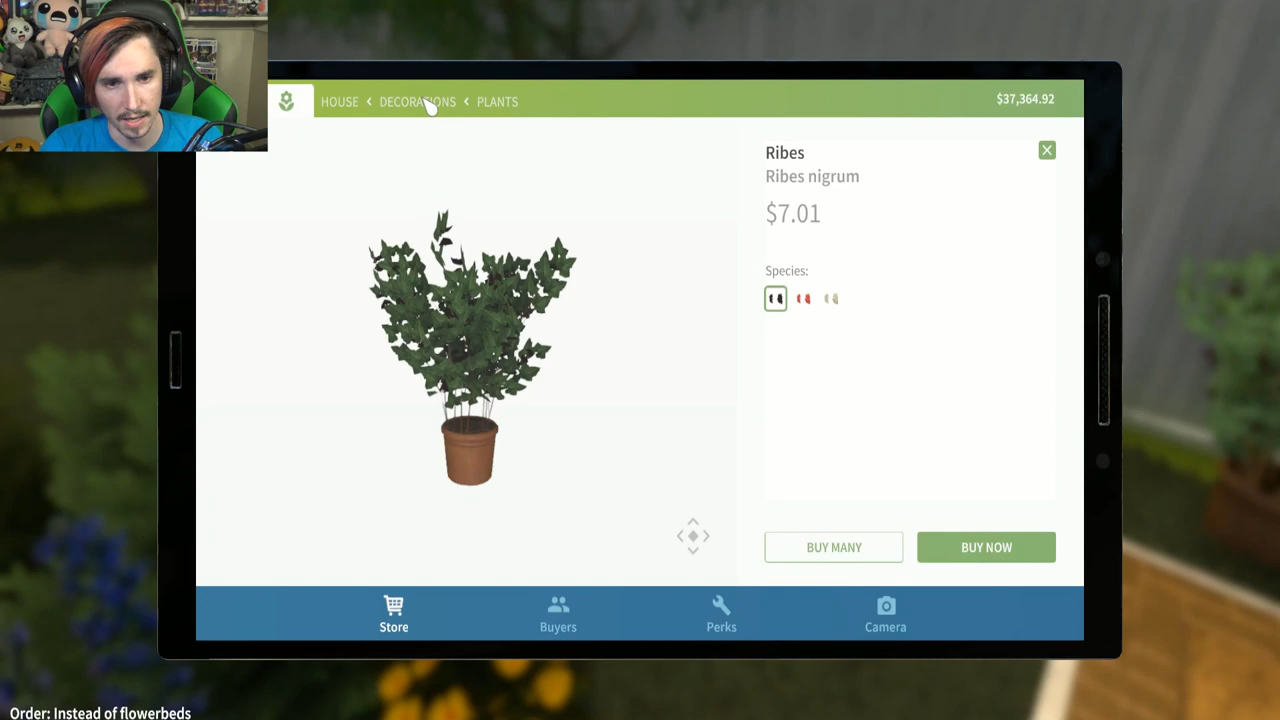 HOUSE < DECORATIONS < PLANTS
$37,364.92
Ribes
Ribes nigrum
$7.01
Species:
BUY MANY
BUY NOW
Store
Buyers
Perks
Camera
Order: Instead of flowerbeds